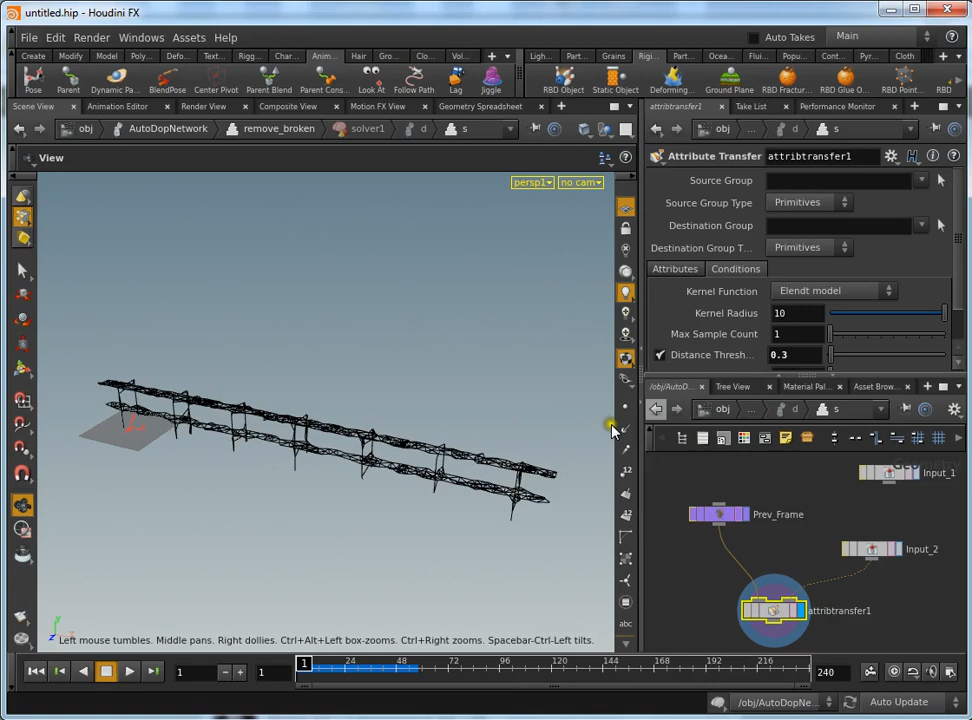 untitled.hip - Houdini FX
File Edit Render Windows Assets Help
Auto Takes Main
Create Modify Model Poly... Defo... Text... Rigg... Char... Anim... Hair Gro... Clo... Vol...
Ligh... Part... Grains Rigi... Part... Flui... Popu... Cont... Pyr... Cloth
Pose Parent Dynamic Pa... BlendPose Center Pivot Parent Blend Parent Cons... Look At Follow Path Lag Jiggle
RBD Object Static Object Deforming... Ground Plane RBD Fractur... RBD Glue O... RBD Point... RBD
Scene View Animation Editor Render View Composite View Motion FX View Geometry Spreadsheet
attribtransfer1 Take List Performance Monitor
obj AutoDopNetwork remove_broken solver1 d s
obj ... d s
View
Attribute Transfer attribtransfer1
persp1 no cam
Source Group
Source Group Type Primitives
Destination Group
Destination Group T... Primitives
Attributes Conditions
Kernel Function Elendt model
Kernel Radius 10
Max Sample Count 1
Distance Thresh... 0.3
/obj/AutoD... Tree View Material Pal... Asset Brow...
obj ... d s
Geometry
Input_1
Prev_Frame
Input_2
attribtransfer1
12
12
abc
y
z x
Left mouse tumbles. Middle pans. Right dollies. Ctrl+Alt+Left box-zooms. Ctrl+Right zooms. Spacebar-Ctrl-Left tilts.
1 1 1 24 48 72 96 120 144 168 192 216 240
/obj/AutoDopNe... Auto Update